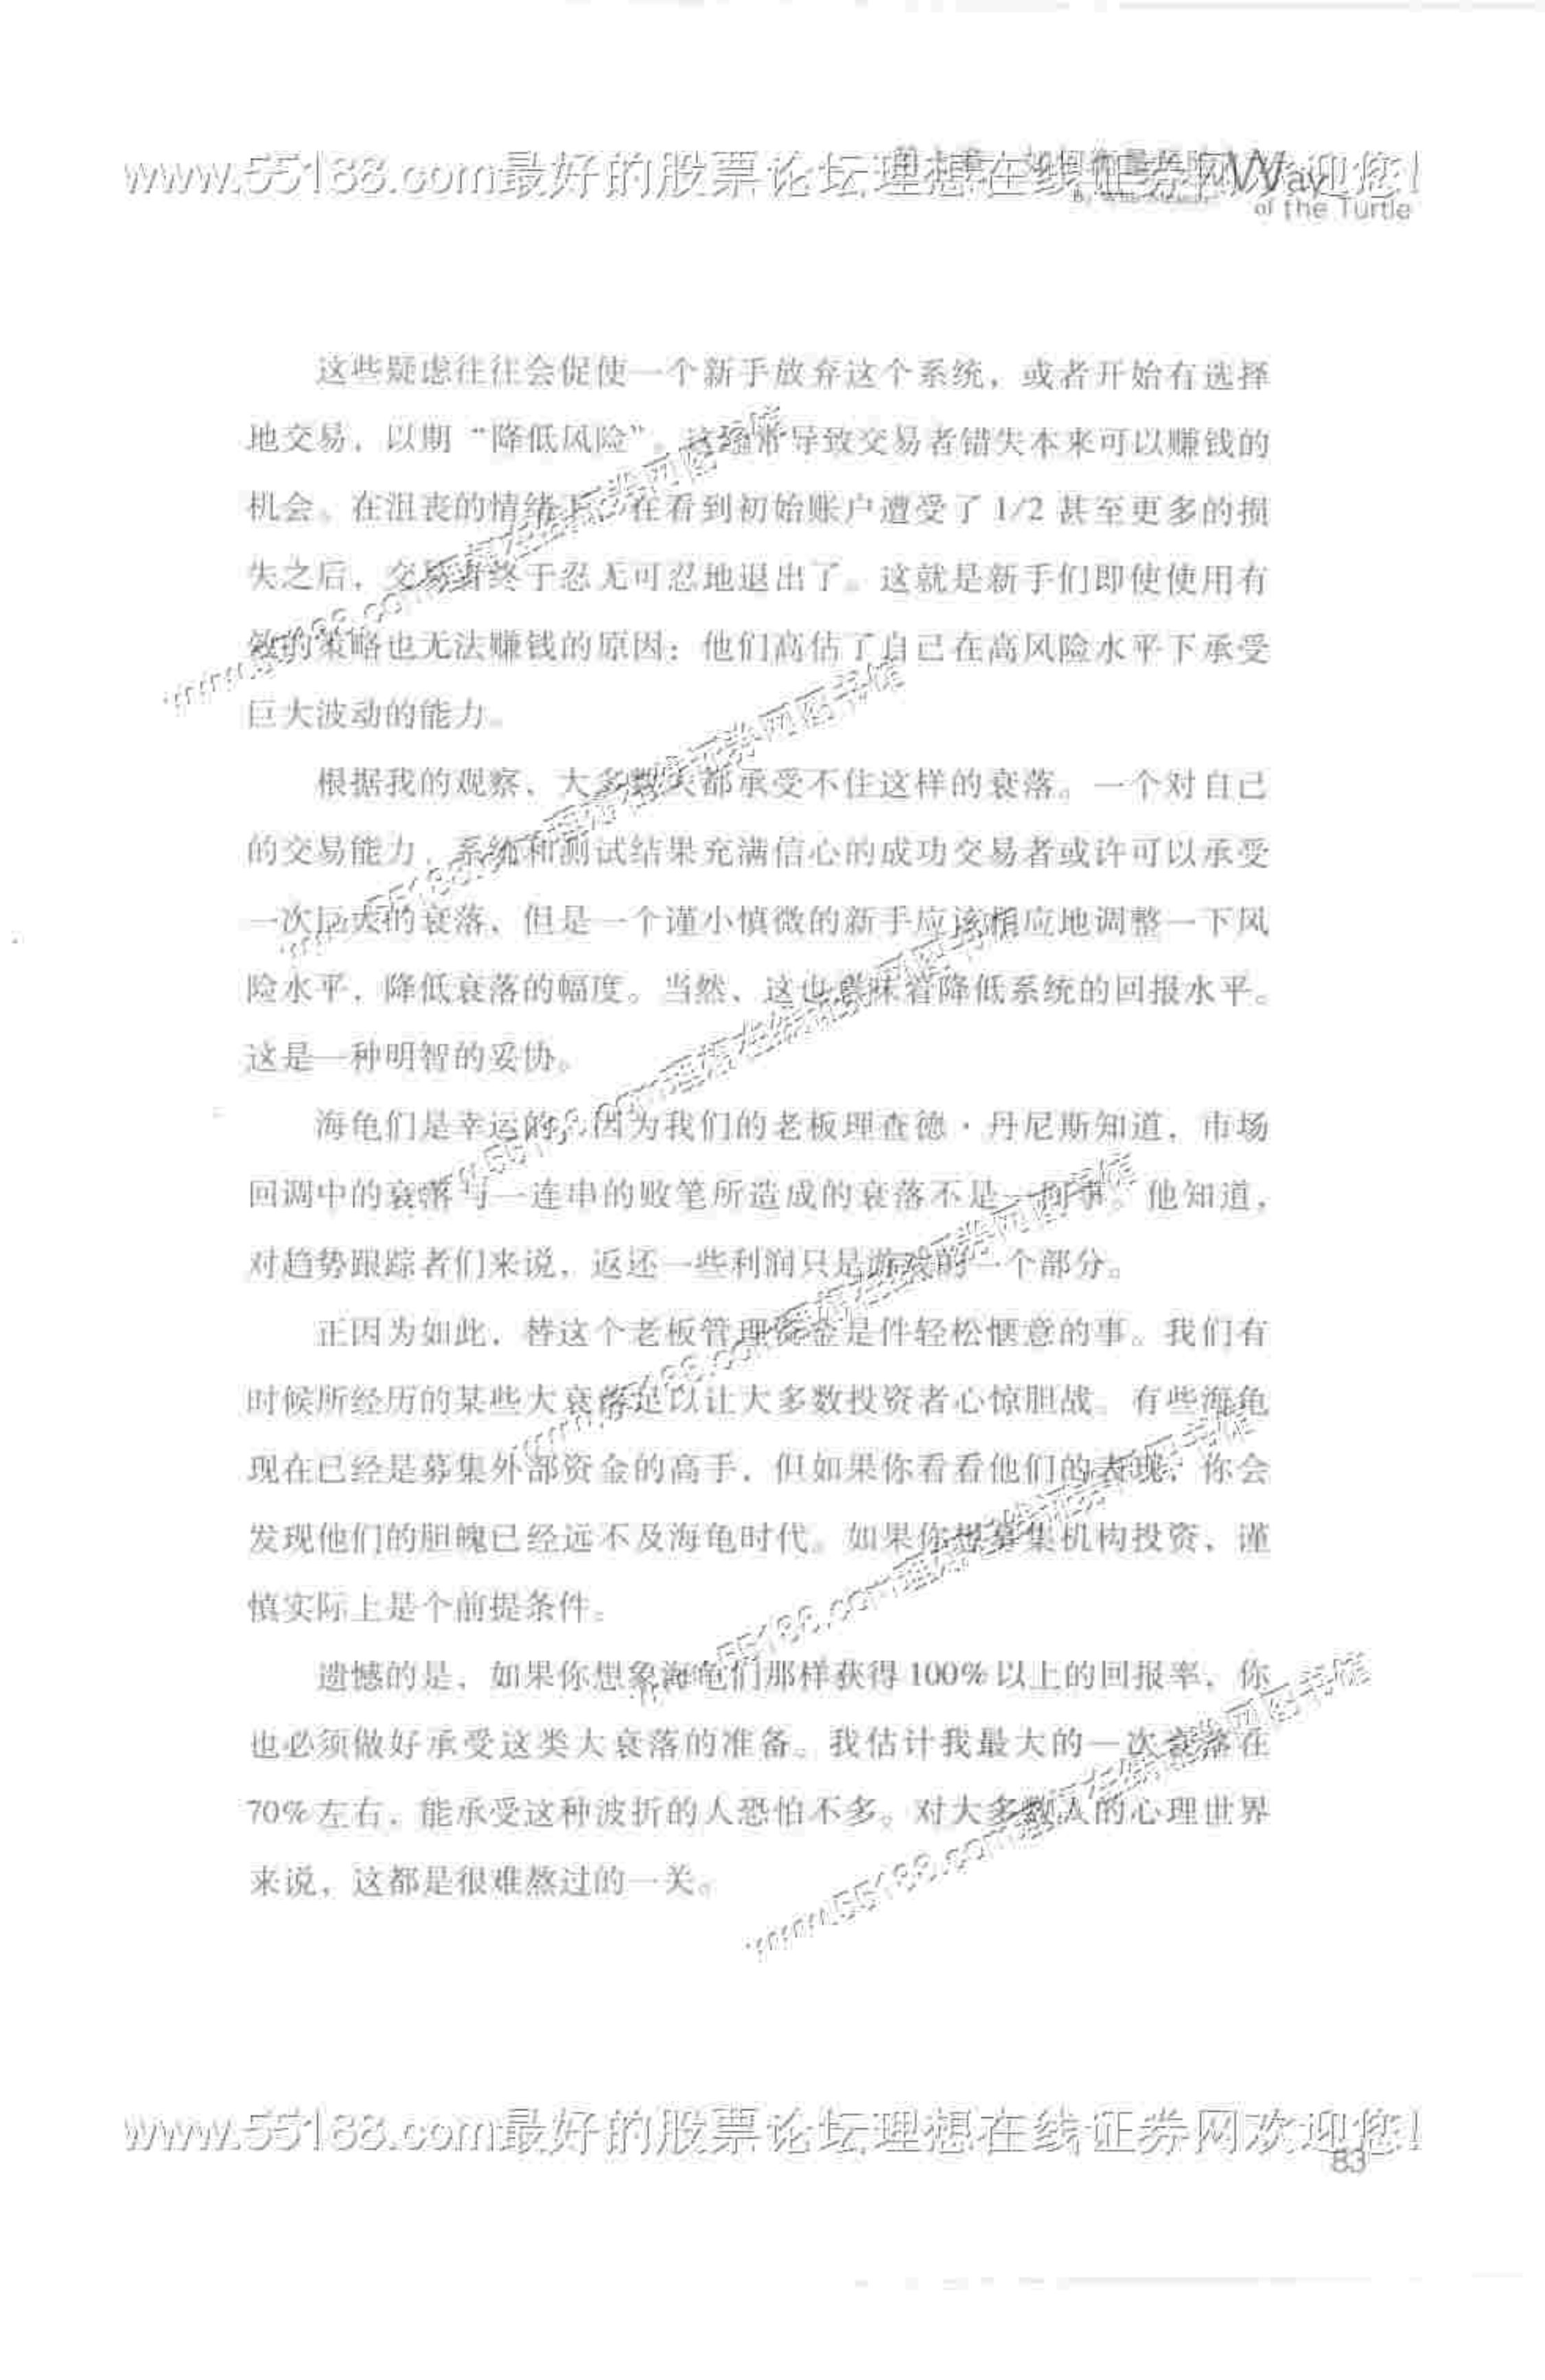 www.55188.com最好的股票论坛理想在线证券网欢迎您!
Way
of the Turtle
这些疑虑往往会促使一个新手放弃这个系统，或者开始有选择
地交易，以期“降低风险”。这通常导致交易者错失本来可以赚钱的
机会。在沮丧的情绪下，在看到初始账户遭受了 1/2 甚至更多的损
失之后，交易者终于忍无可忍地退出了。这就是新手们即使使用有
效的策略也无法赚钱的原因：他们高估了自己在高风险水平下承受
巨大波动的能力。
根据我的观察，大多数人都承受不住这样的衰落。一个对自己
的交易能力、系统和测试结果充满信心的成功交易者或许可以承受
一次巨大的衰落，但是一个谨小慎微的新手应该相应地调整一下风
险水平，降低衰落的幅度。当然，这也意味着降低系统的回报水平。
这是一种明智的妥协。
海龟们是幸运的，因为我们的老板理查德·丹尼斯知道，市场
回调中的衰落与一连串的败笔所造成的衰落不是一回事。他知道，
对趋势跟踪者们来说，返还一些利润只是游戏的一个部分。
正因为如此，替这个老板管理资金是件轻松惬意的事。我们有
时候所经历的某些大衰落足以让大多数投资者心惊胆战。有些海龟
现在已经是募集外部资金的高手，但如果你看看他们的表现，你会
发现他们的胆魄已经远不及海龟时代。如果你想募集机构投资，谨
慎实际上是个前提条件。
遗憾的是，如果你想象海龟们那样获得 100% 以上的回报率，你
也必须做好承受这类大衰落的准备。我估计我最大的一次衰落在
70% 左右，能承受这种波折的人恐怕不多。对大多数人的心理世界
来说，这都是很难熬过的一关。
www.55188.com最好的股票论坛理想在线证券网欢迎您!
83